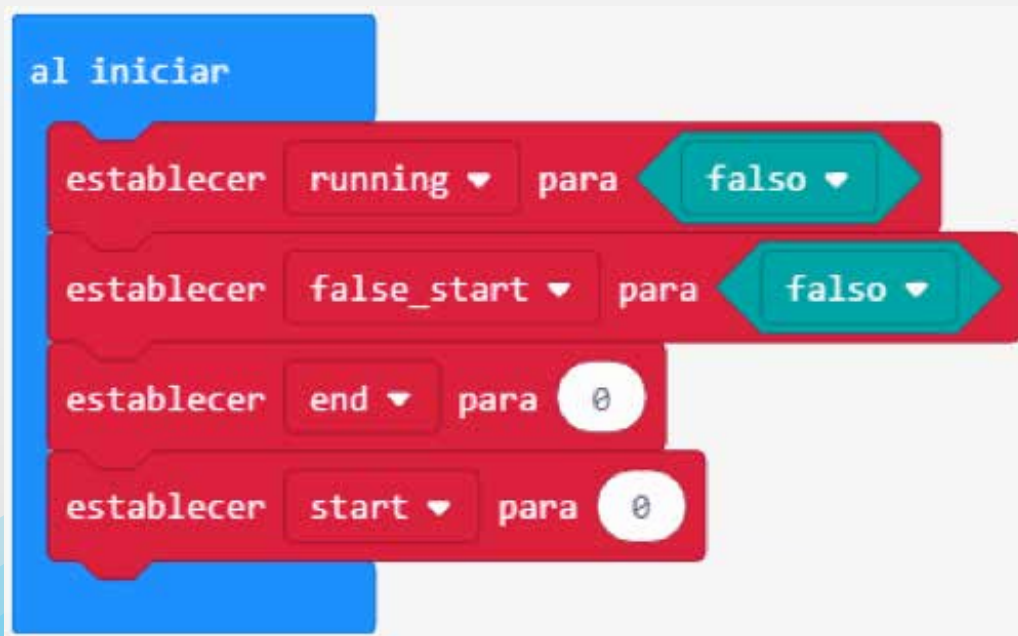 al iniciar
establecer running para falso
establecer false_start para falso
establecer end para 0
establecer start para 0